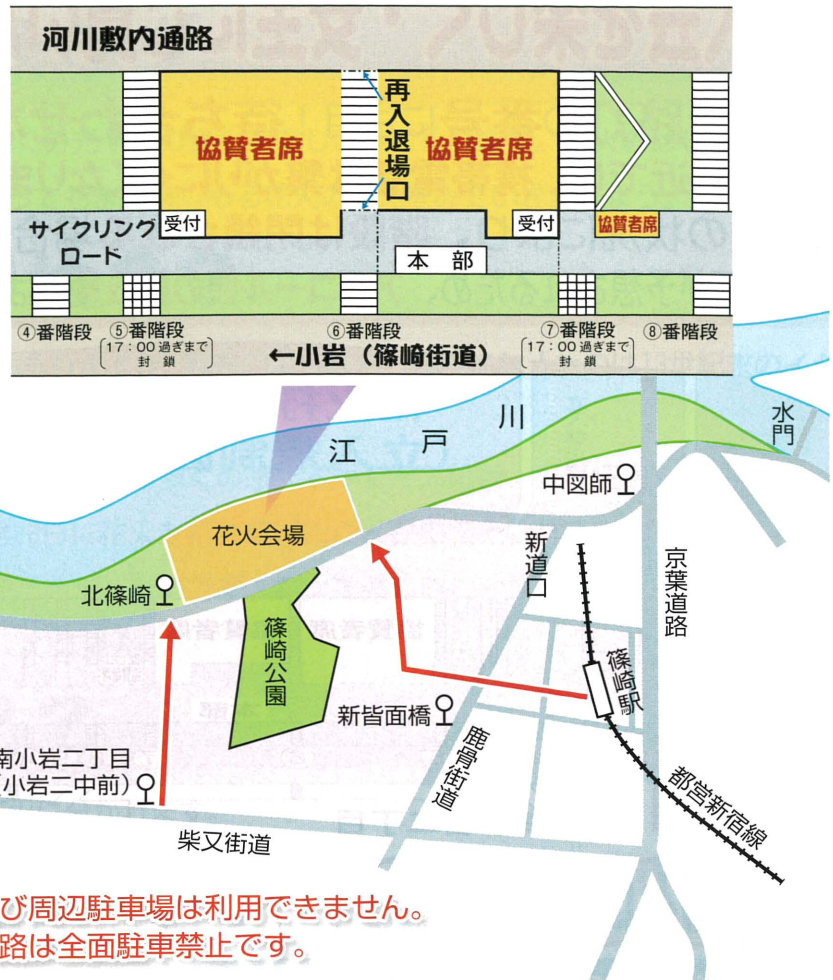 河川敷内通路
協賛者席
再入退場口
協賛者席
受付
受付
協賛者席
サイクリング
ロード
本部
④番階段
⑤番階段
(17:00過ぎまで
封鎖)
⑥番階段
⑦番階段
(17:00過ぎまで
封鎖)
⑧番階段
←小岩（篠崎街道）
江戸川
水門
中図師
花火会場
新道口
京葉道路
北篠崎
篠崎公園
篠崎駅
新皆面橋
鹿骨街道
南小岩二丁目
(小岩二中前)
都営新宿線
柴又街道
び周辺駐車場は利用できません。
路は全面駐車禁止です。